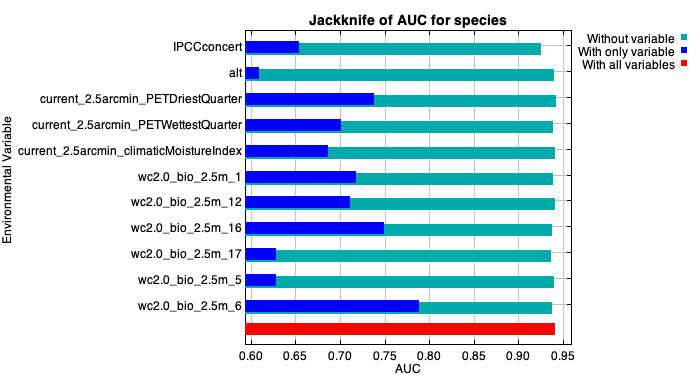 Jackknife of AUC for species
Without variable
With only variable
With all variables
Environmental Variable
IPCCconcert
alt
current_2.5arcmin_PETDriestQuarter
current_2.5arcmin_PETWettestQuarter
current_2.5arcmin_climaticMoistureIndex
wc2.0_bio_2.5m_1
wc2.0_bio_2.5m_12
wc2.0_bio_2.5m_16
wc2.0_bio_2.5m_17
wc2.0_bio_2.5m_5
wc2.0_bio_2.5m_6
0.60 0.65 0.70 0.75 0.80 0.85 0.90 0.95
AUC